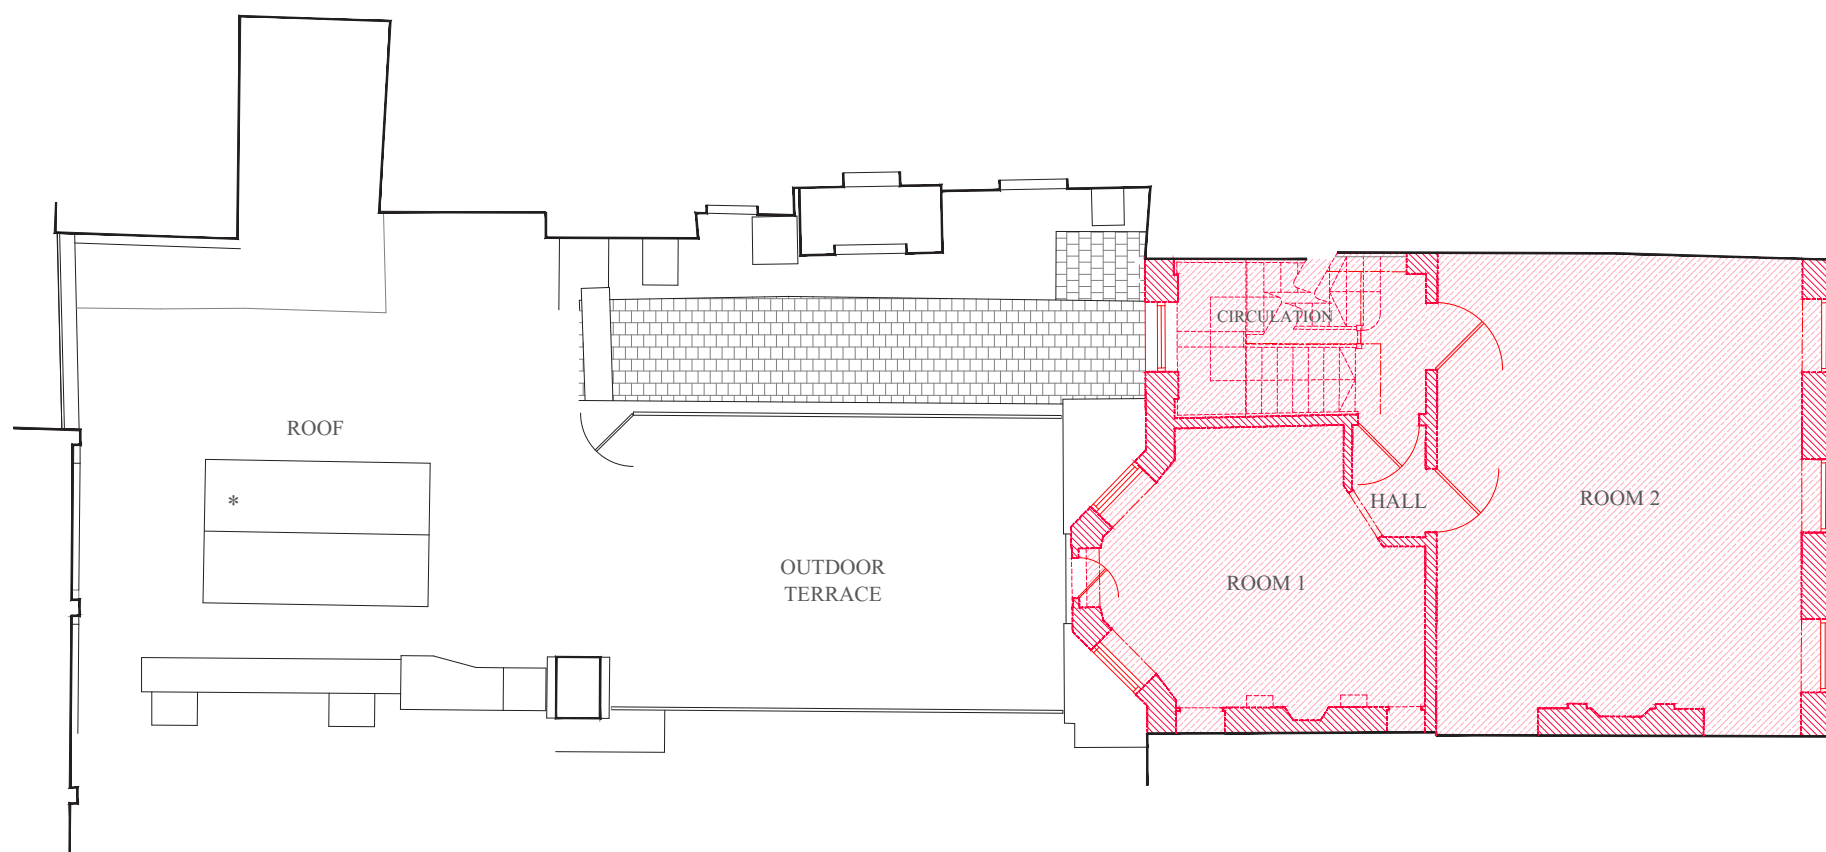 CIRCULATION
ROOF
*
HALL
ROOM 2
OUTDOOR
TERRACE
ROOM 1